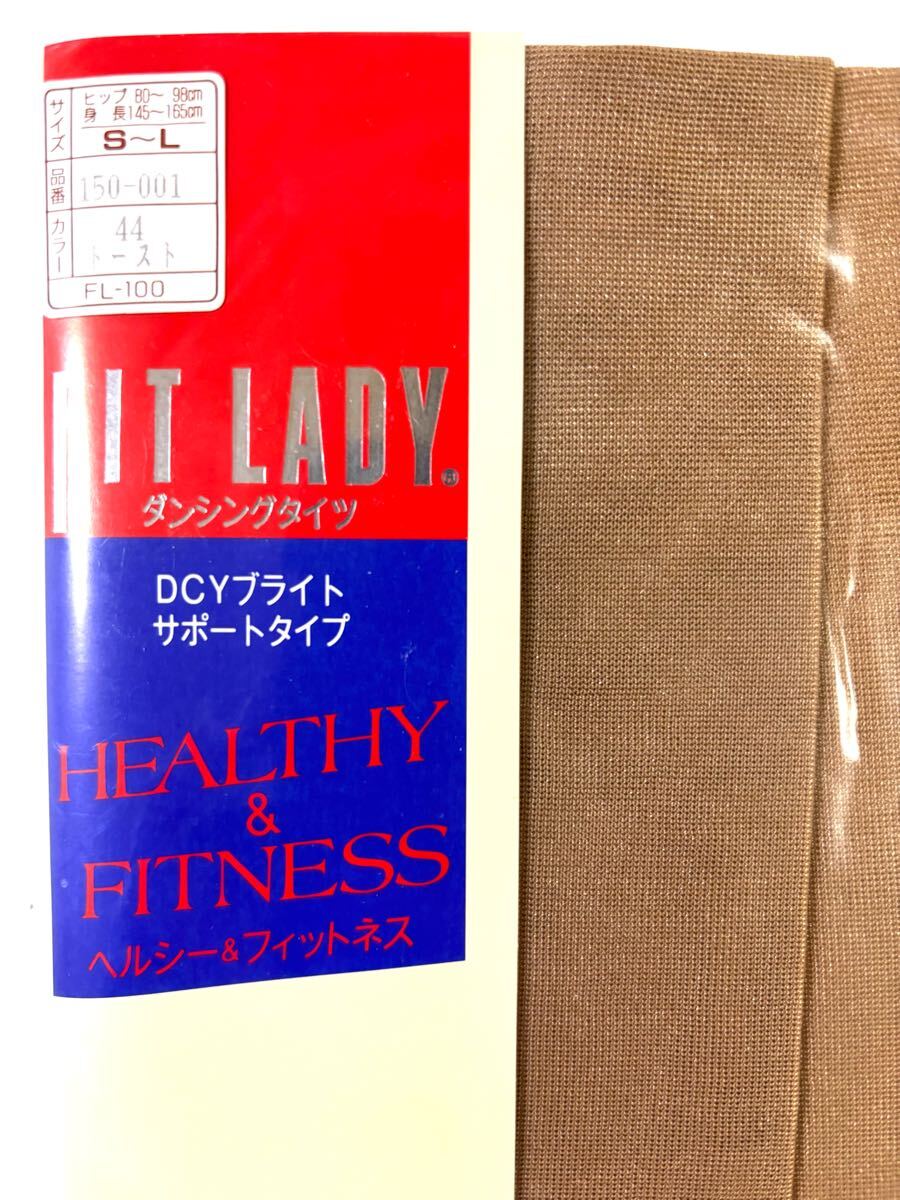 サイズ
ヒップ 80～ 98cm
身 長 145～165cm
S～L
品番
150-001
カラー
44
トースト
FL-100
FIT LADY.®
ダンシングタイツ
DCYブライト
サポートタイプ
HEALTHY
&
FITNESS
ヘルシー&フィットネス